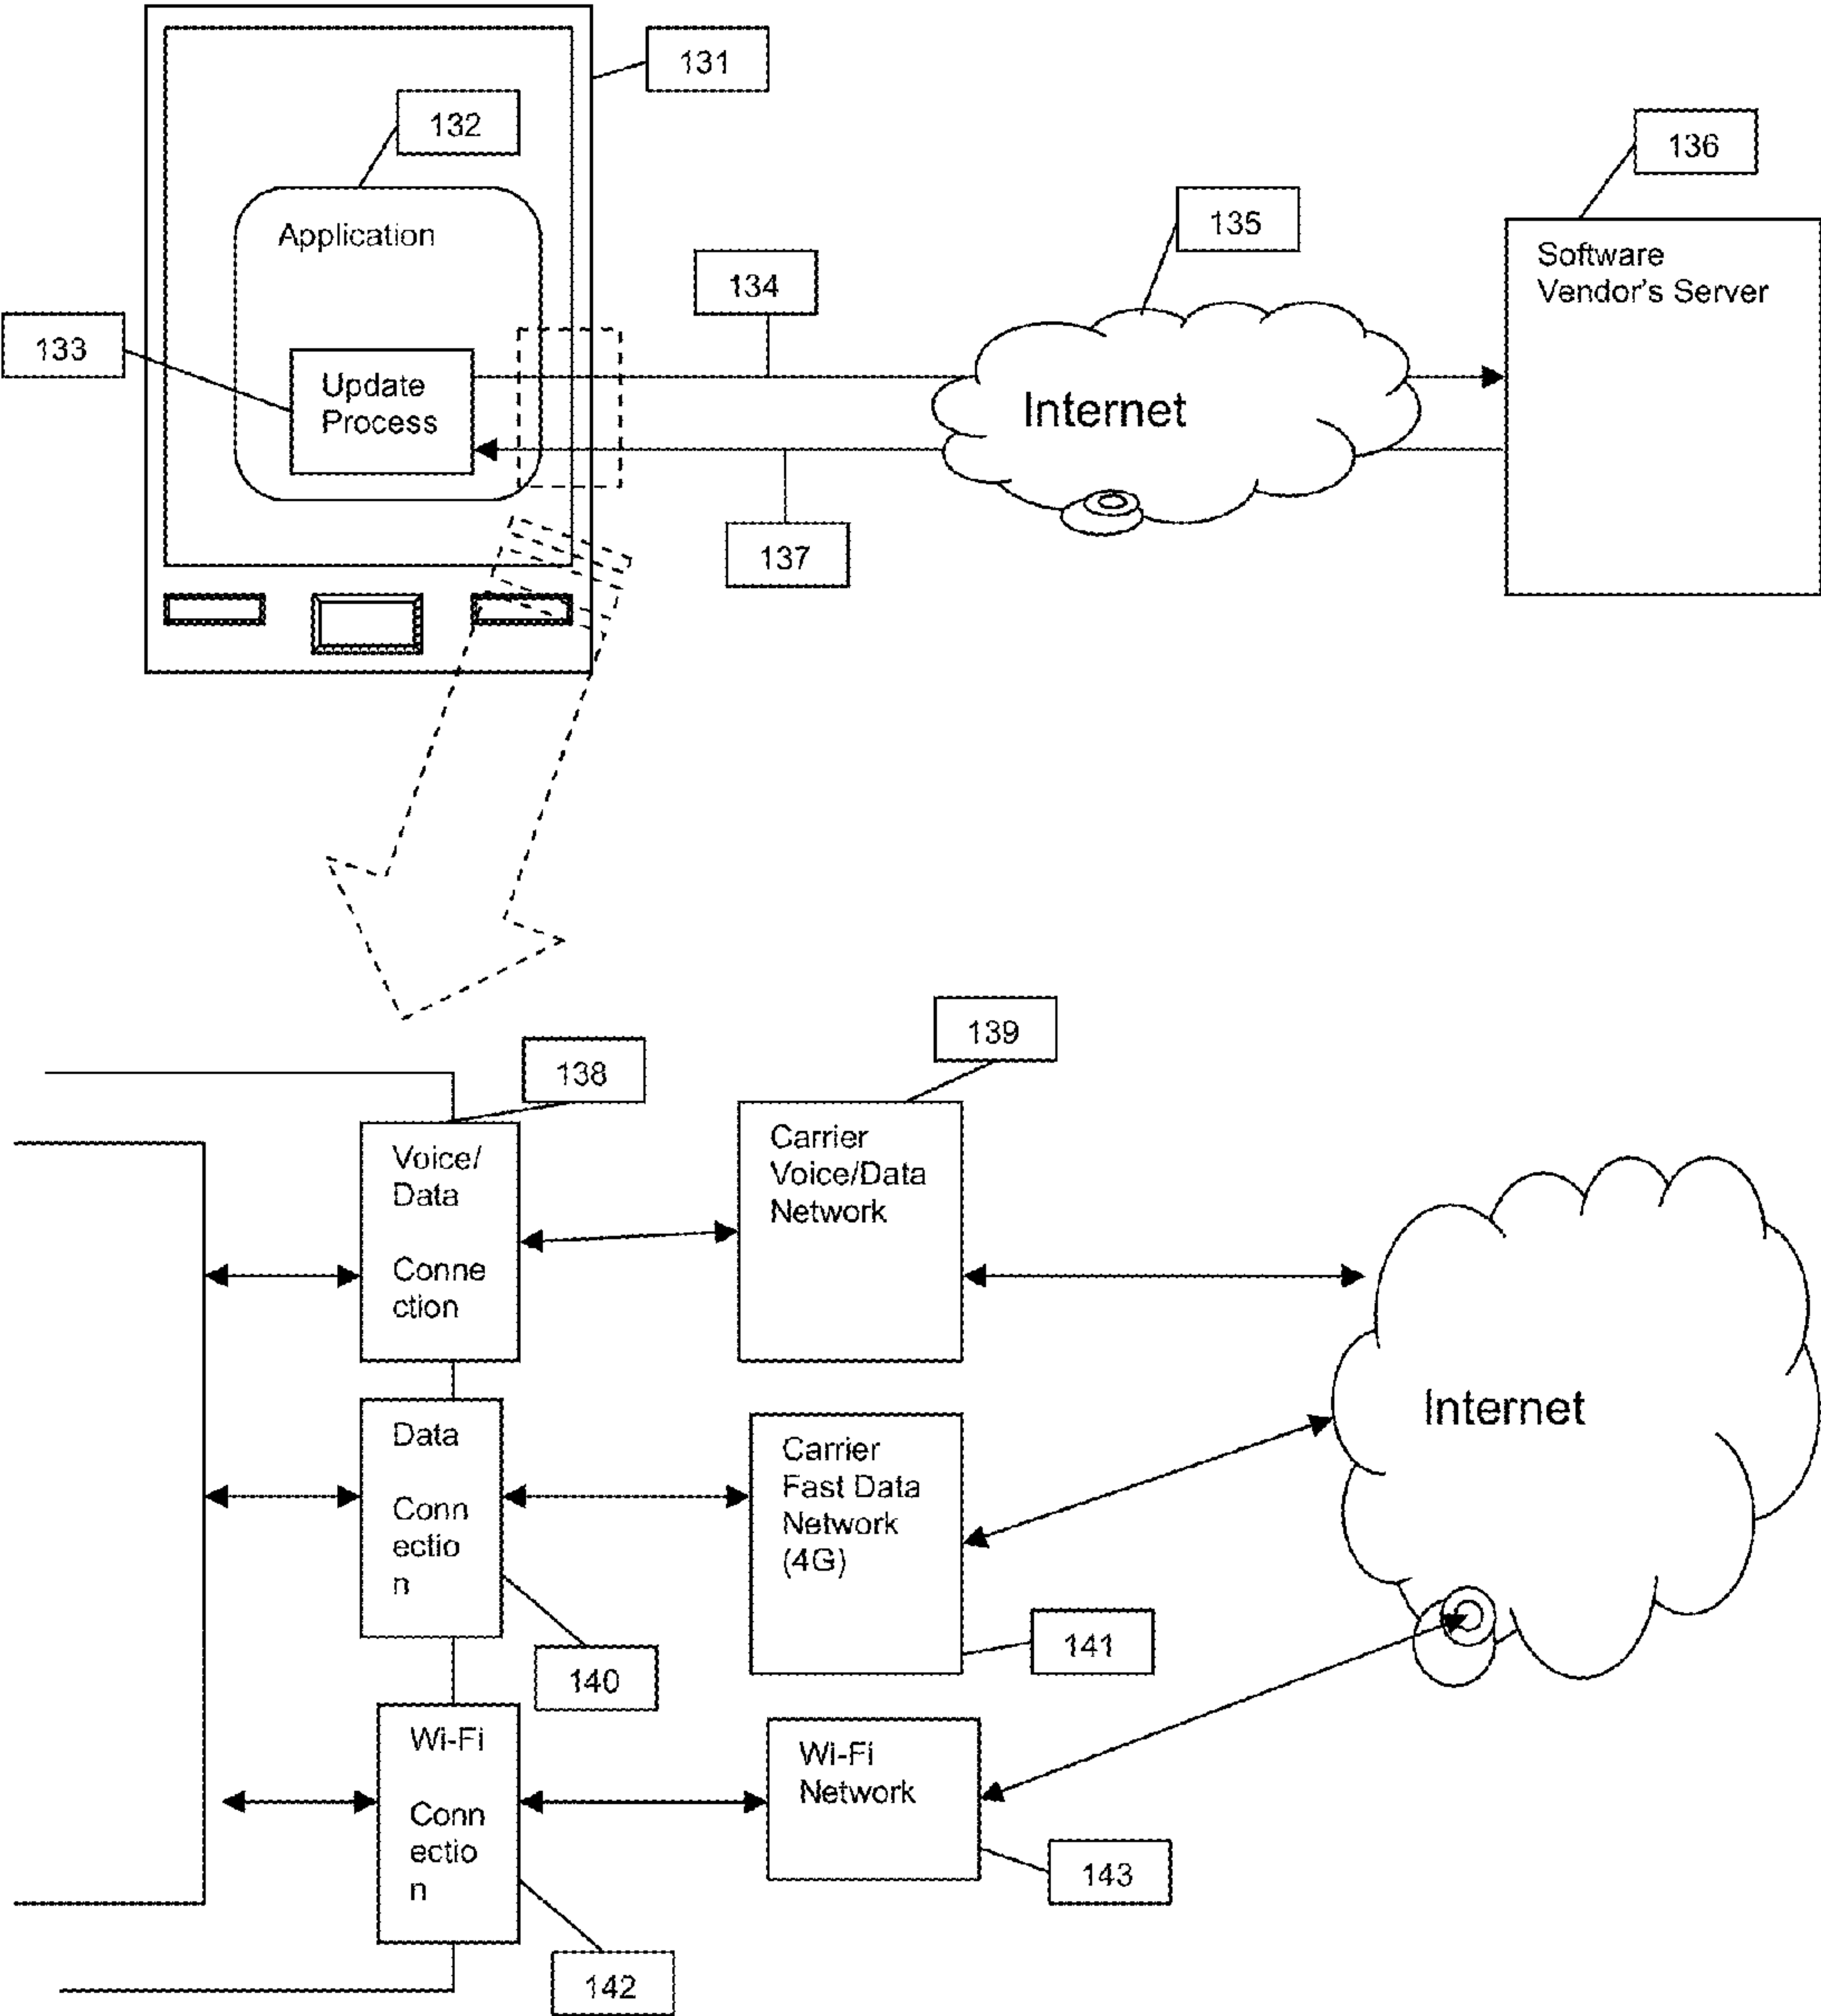 131
132
136
Application
135
Software
Vendor's Server
134
133
Update
Process
Internet
137
139
138
Carrier
Voice/Data
Network
Voice/
Data
Conne
ction
Internet
Data
Conn
ectio
n
Carrier
Fast Data
Network
(4G)
141
140
Wi-Fi
Conn
ectio
n
Wi-Fi
Network
143
142